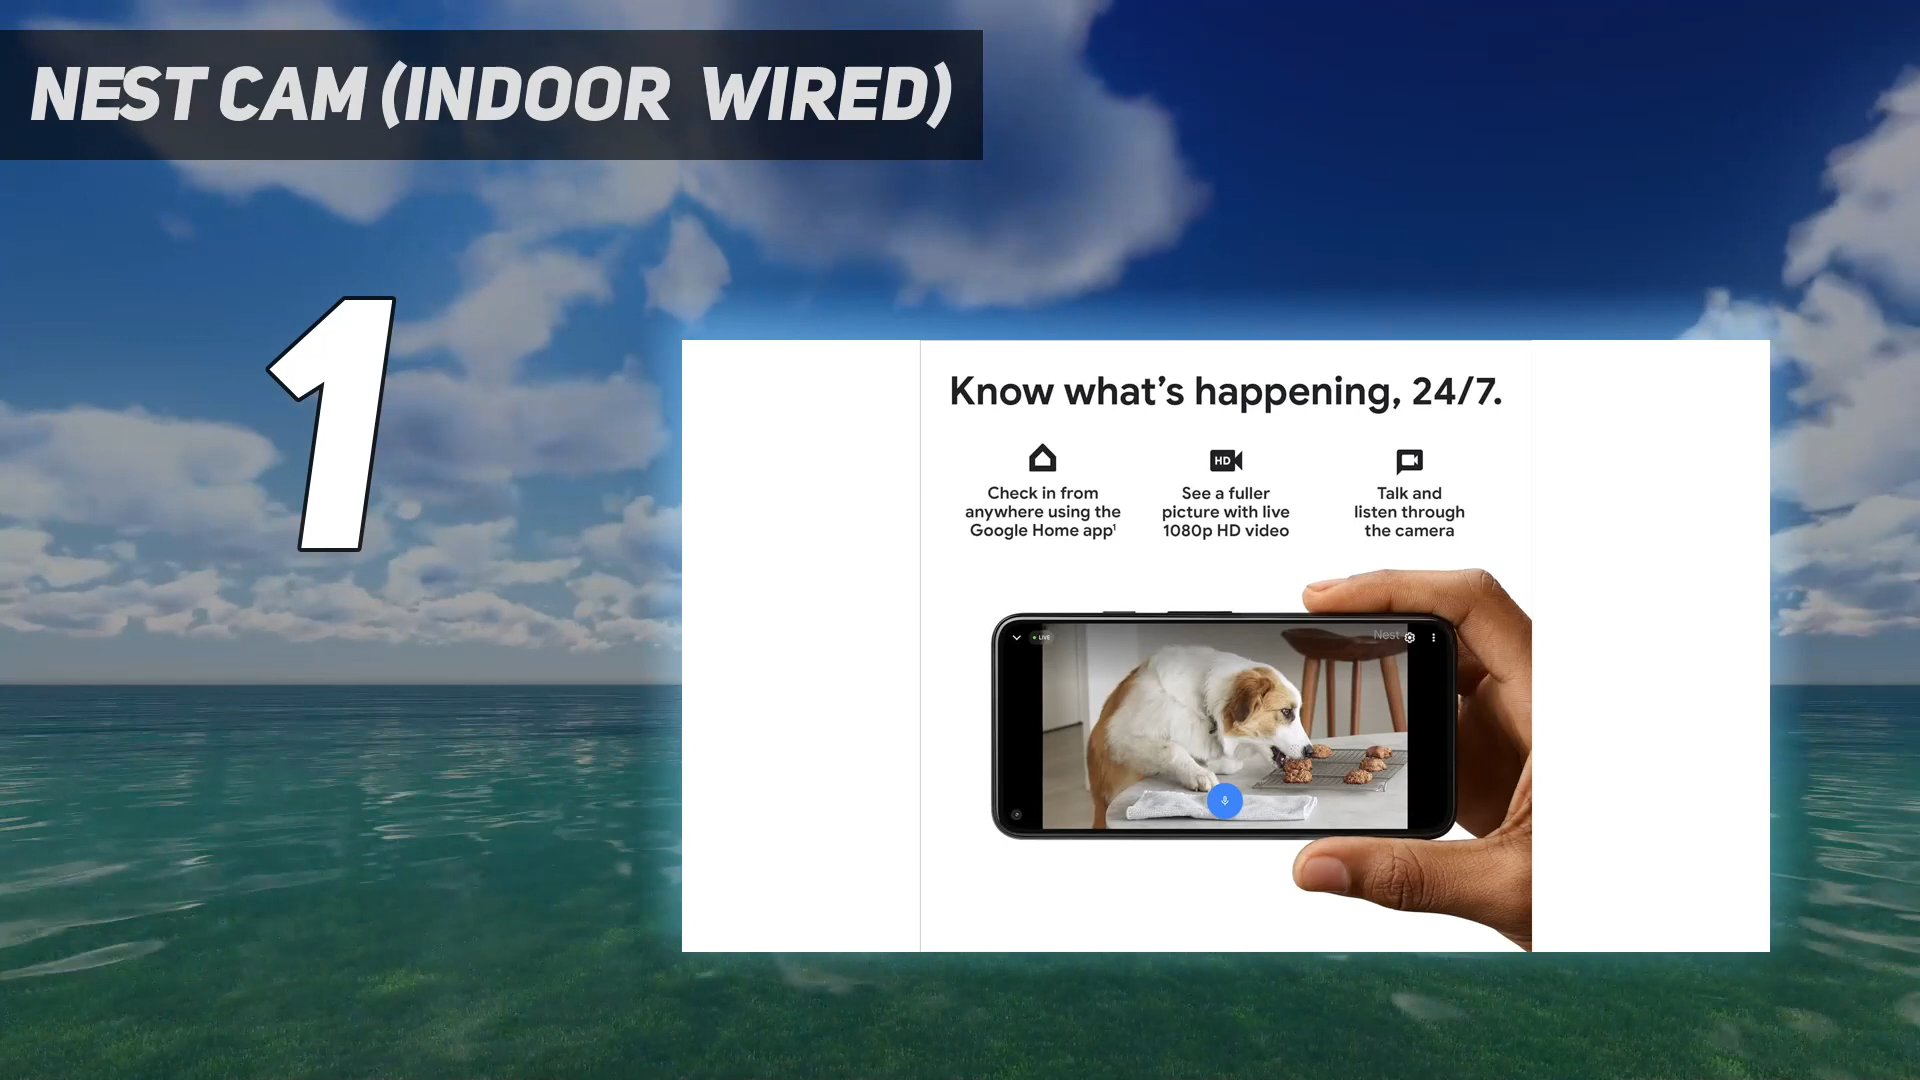 NEST CAM (INDOOR WIRED)
1
Know what’s happening, 24/7.
HD
Check in from
anywhere using the
Google Home app¹
See a fuller
picture with live
1080p HD video
Talk and
listen through
the camera
LIVE
Nest